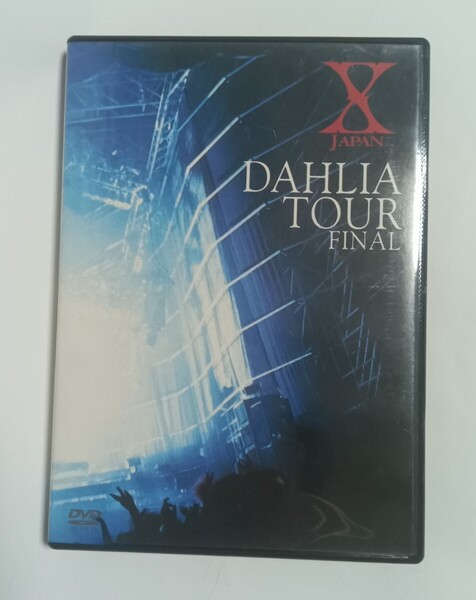 X
JAPAN
DAHLIA
TOUR
FINAL
DVD